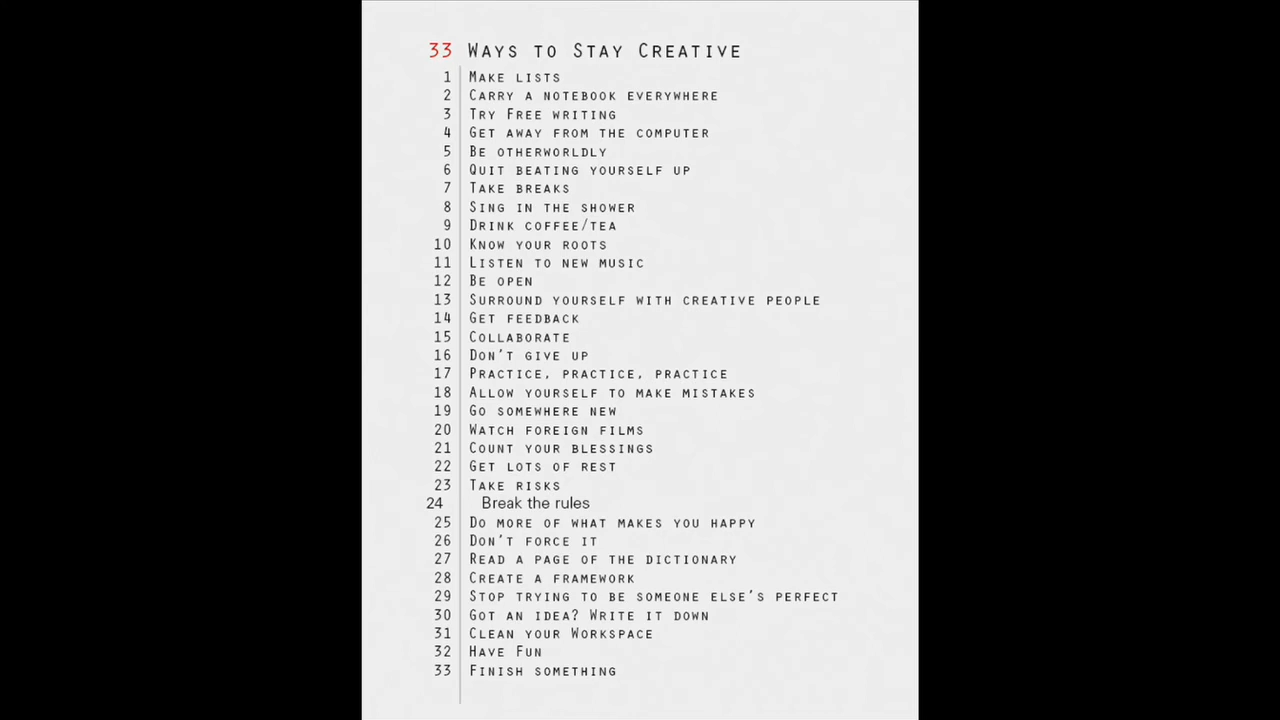 33 Ways to Stay Creative
1 Make lists
2 Carry a notebook everywhere
3 Try Free writing
4 Get away from the computer
5 Be otherworldly
6 Quit beating yourself up
7 Take breaks
8 Sing in the shower
9 Drink coffee/tea
10 Know your roots
11 Listen to new music
12 Be open
13 Surround yourself with creative people
14 Get feedback
15 Collaborate
16 Don't give up
17 Practice, practice, practice
18 Allow yourself to make mistakes
19 Go somewhere new
20 Watch foreign films
21 Count your blessings
22 Get lots of rest
23 Take risks
24 Break the rules
25 Do more of what makes you happy
26 Don't force it
27 Read a page of the dictionary
28 Create a framework
29 Stop trying to be someone else's perfect
30 Got an idea? Write it down
31 Clean your Workspace
32 Have Fun
33 Finish something